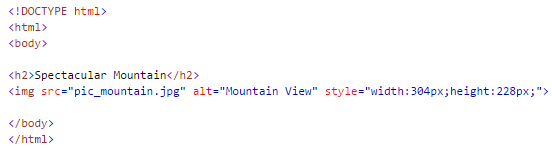 <!DOCTYPE html>
<html>
<body>
<h2>Spectacular Mountain</h2>
<img src="pic_mountain.jpg" alt="Mountain View" style="width:304px;height:228px;">
</body>
</html>